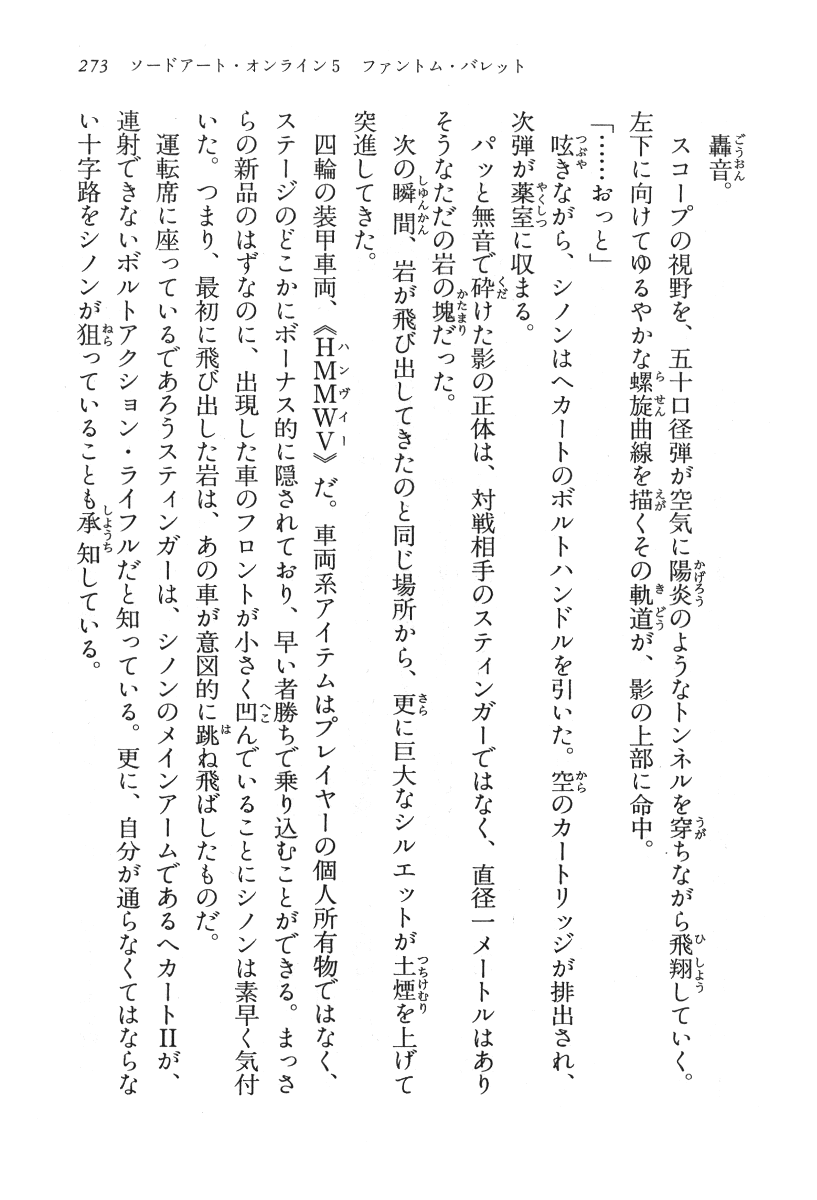 273 ソードアート・オンライン5 ファントム・バレット
轟音。
スコープの視野を、五十口径弾が空気に陽炎のようなトンネルを穿ちながら飛翔していく。
左下に向けてゆるやかな螺旋曲線を描くその軌道が、影の上部に命中。
「……おっと」
呟きながら、シノンはヘカートのボルトハンドルを引いた。空のカートリッジが排出され、
次弾が薬室に収まる。
パッと無音で砕けた影の正体は、対戦相手のスティンガーではなく、直径一メートルはあり
そうなただの岩の塊だった。
次の瞬間、岩が飛び出してきたのと同じ場所から、更に巨大なシルエットが土煙を上げて
突進してきた。
四輪の装甲車両、《HMMWV》だ。車両系アイテムはプレイヤーの個人所有物ではなく、
ステージのどこかにボーナス的に隠されており、早い者勝ちで乗り込むことができる。まっさ
らの新品のはずなのに、出現した車のフロントが小さく凹んでいることにシノンは素早く気付
いた。つまり、最初に飛び出した岩は、あの車が意図的に跳ね飛ばしたものだ。
運転席に座っているであろうスティンガーは、シノンのメインアームであるヘカートIIが、
連射できないボルトアクション・ライフルだと知っている。更に、自分が通らなくてはならな
い十字路をシノンが狙っていることも承知している。